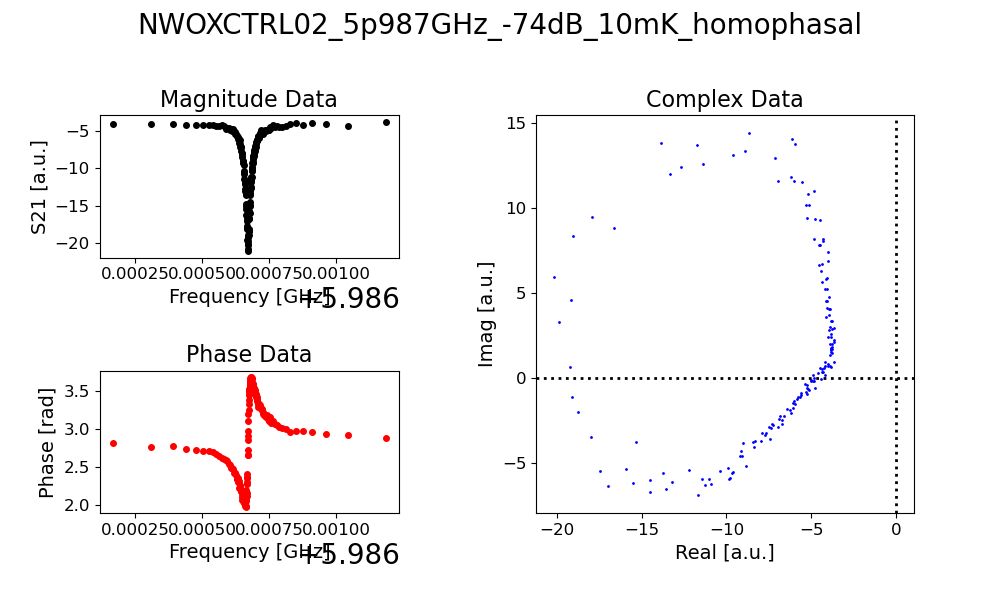 NWOXCTRL02_5p987GHz_-74dB_10mK_homophasal
Magnitude Data
S21 [a.u.]
−5
−10
−15
−20
0.00025 0.00050 0.00075 0.00100
Frequency [GHz]
+5.986
Phase Data
Phase [rad]
3.5
3.0
2.5
2.0
0.00025 0.00050 0.00075 0.00100
Frequency [GHz]
+5.986
Complex Data
Imag [a.u.]
15
10
5
0
−5
−20 −15 −10 −5 0
Real [a.u.]